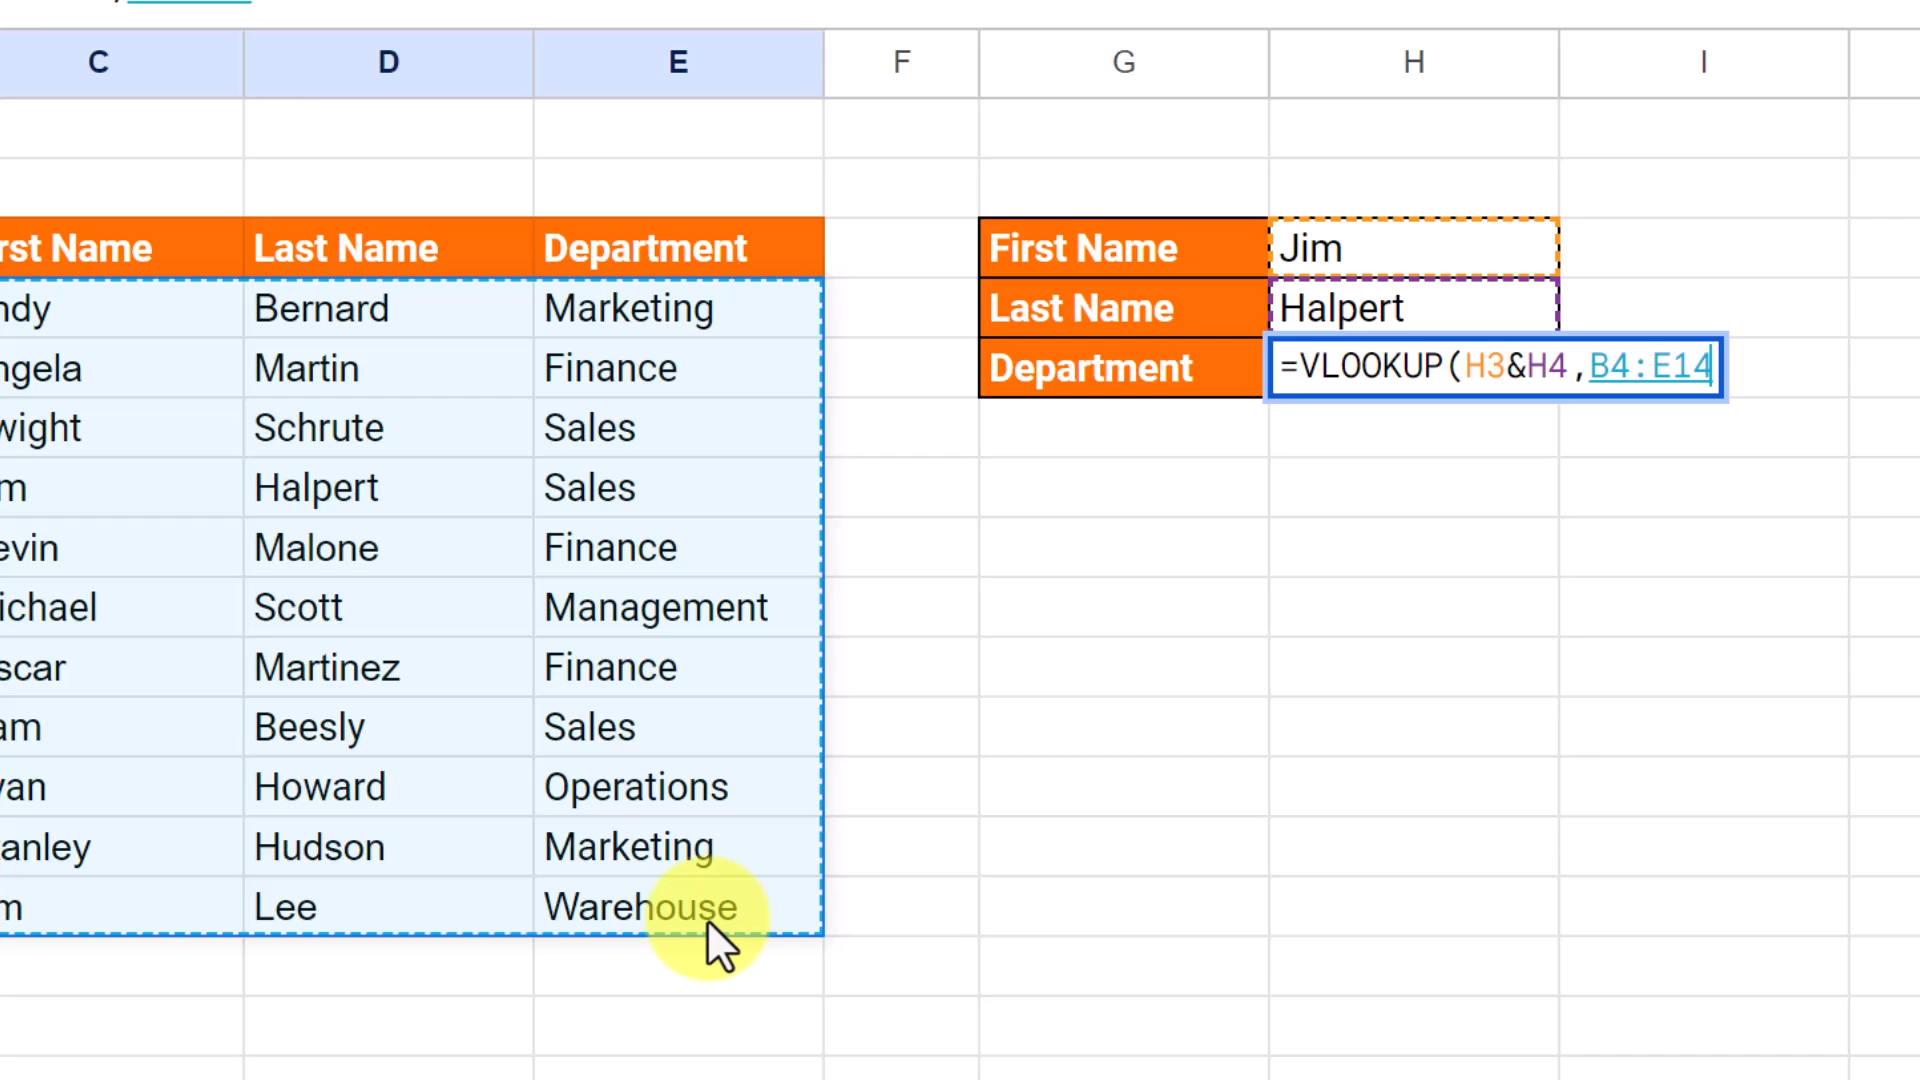 C D E F G H I
rst Name Last Name Department First Name Jim
ndy Bernard Marketing Last Name Halpert
ngela Martin Finance Department =VLOOKUP(H3&H4,B4:E14
wight Schrute Sales
m Halpert Sales
evin Malone Finance
ichael Scott Management
scar Martinez Finance
am Beesly Sales
yan Howard Operations
anley Hudson Marketing
m Lee Warehouse